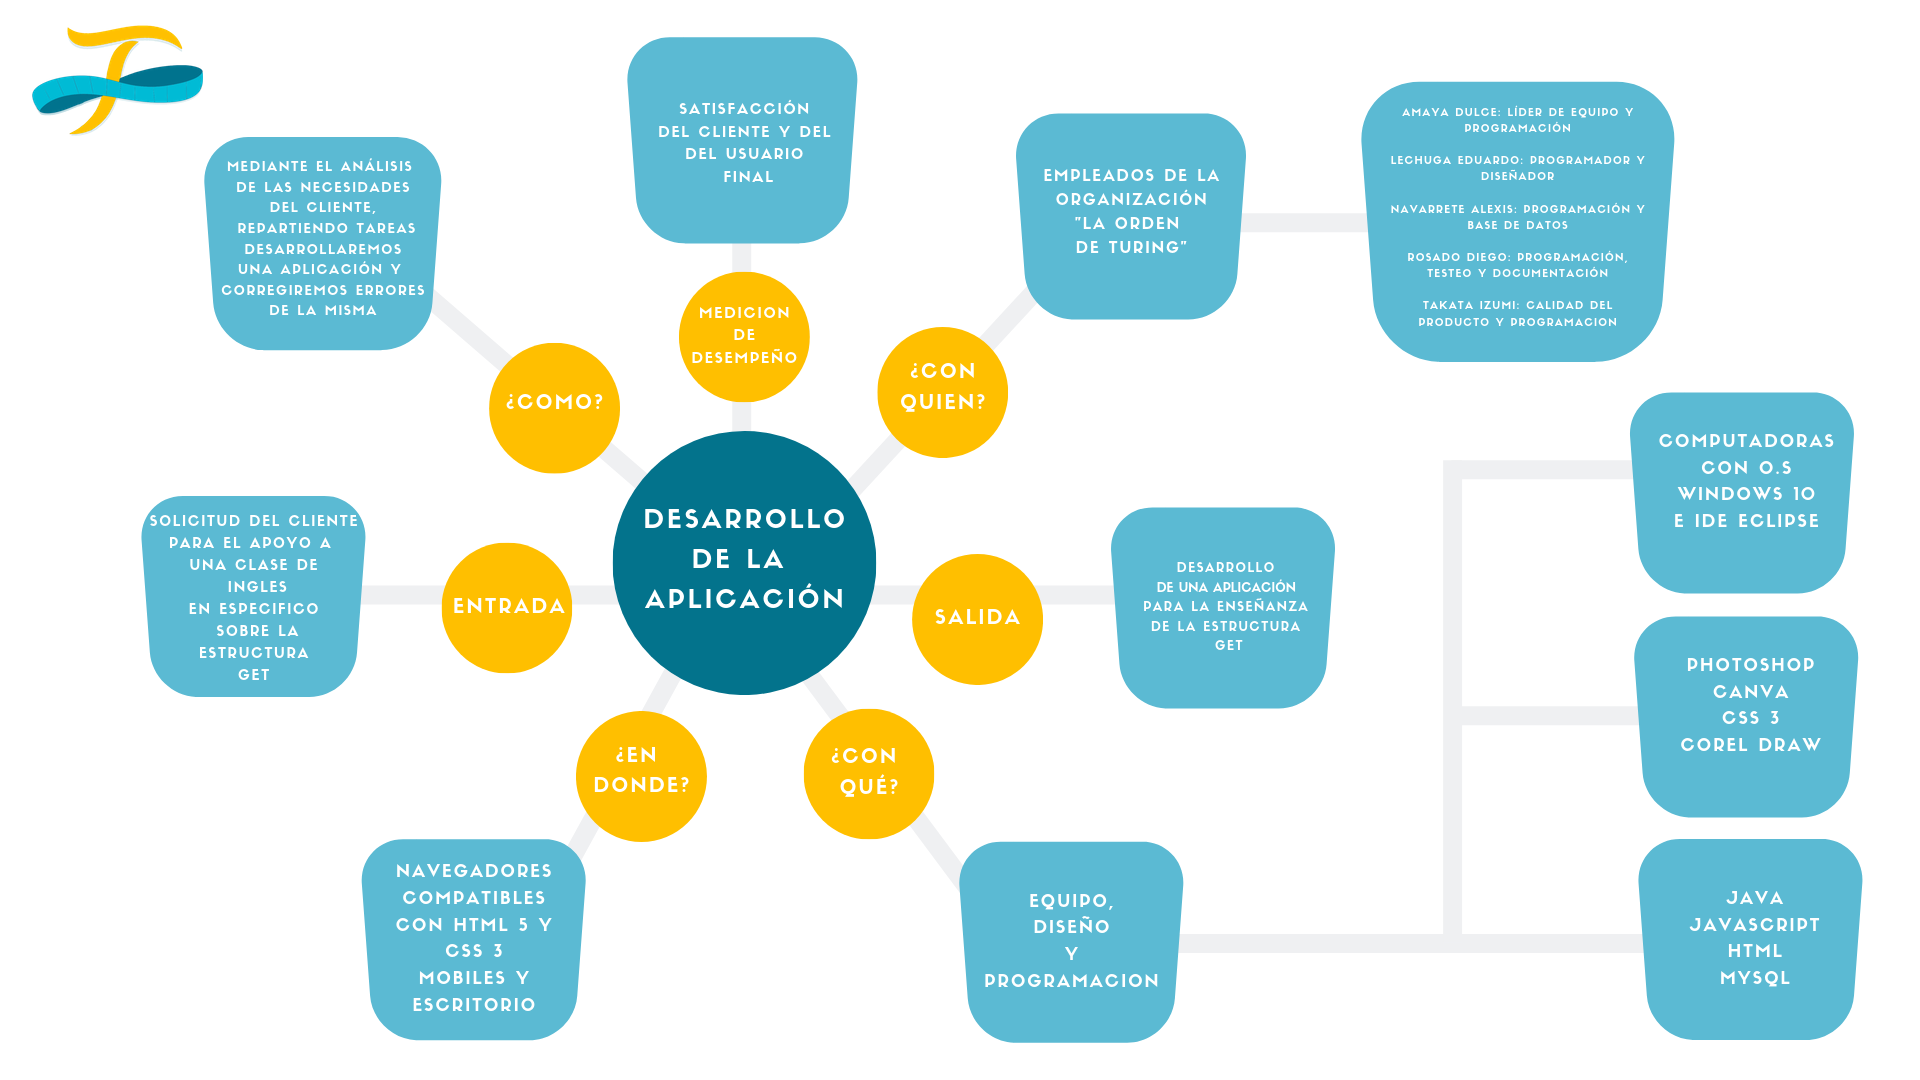 MEDIANTE EL ANÁLISIS
DE LAS NECESIDADES
DEL CLIENTE,
REPARTIENDO TAREAS
DESARROLLAREMOS
UNA APLICACIÓN Y
CORREGIREMOS ERRORES
DE LA MISMA
¿COMO?
SATISFACCIÓN
DEL CLIENTE Y DEL
DEL USUARIO
FINAL
MEDICION
DE
DESEMPEÑO
EMPLEADOS DE LA
ORGANIZACIÓN
"LA ORDEN
DE TURING"
¿CON
QUIEN?
AMAYA DULCE: LÍDER DE EQUIPO Y
PROGRAMACIÓN
LECHUGA EDUARDO: PROGRAMADOR Y
DISEÑADOR
NAVARRETE ALEXIS: PROGRAMACIÓN Y
BASE DE DATOS
ROSADO DIEGO: PROGRAMACIÓN,
TESTEO Y DOCUMENTACIÓN
TAKATA IZUMI: CALIDAD DEL
PRODUCTO Y PROGRAMACION
SOLICITUD DEL CLIENTE
PARA EL APOYO A
UNA CLASE DE
INGLES
EN ESPECIFICO
SOBRE LA
ESTRUCTURA
GET
ENTRADA
DESARROLLO
DE LA
APLICACIÓN
SALIDA
DESARROLLO
DE UNA APLICACIÓN
PARA LA ENSEÑANZA
DE LA ESTRUCTURA
GET
COMPUTADORAS
CON O.S
WINDOWS 10
E IDE ECLIPSE
PHOTOSHOP
CANVA
CSS 3
COREL DRAW
¿EN
DONDE?
¿CON
QUÉ?
NAVEGADORES
COMPATIBLES
CON HTML 5 Y
CSS 3
MOBILES Y
ESCRITORIO
EQUIPO,
DISEÑO
Y
PROGRAMACION
JAVA
JAVASCRIPT
HTML
MYSQL